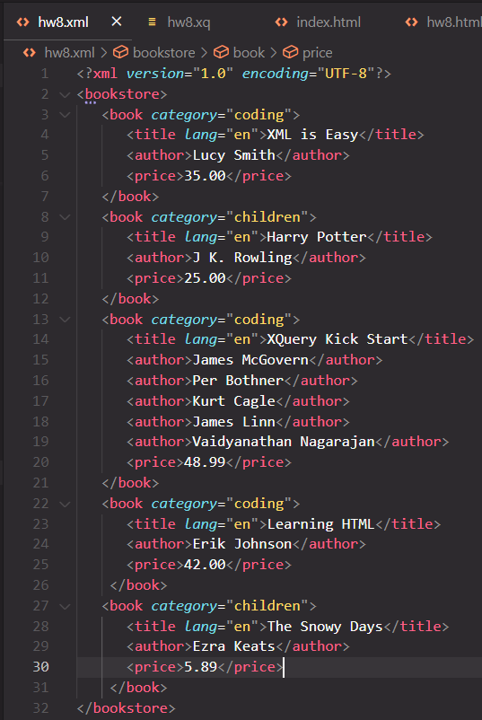 hw8.xml X hw8.xq index.html hw8.html
hw8.xml > bookstore > book > price
1 <?xml version="1.0" encoding="UTF-8"?>
2 <bookstore>
3 <book category="coding">
4 <title lang="en">XML is Easy</title>
5 <author>Lucy Smith</author>
6 <price>35.00</price>
7 </book>
8 <book category="children">
9 <title lang="en">Harry Potter</title>
10 <author>J K. Rowling</author>
11 <price>25.00</price>
12 </book>
13 <book category="coding">
14 <title lang="en">XQuery Kick Start</title>
15 <author>James McGovern</author>
16 <author>Per Bothner</author>
17 <author>Kurt Cagle</author>
18 <author>James Linn</author>
19 <author>Vaidyanathan Nagarajan</author>
20 <price>48.99</price>
21 </book>
22 <book category="coding">
23 <title lang="en">Learning HTML</title>
24 <author>Erik Johnson</author>
25 <price>42.00</price>
26 </book>
27 <book category="children">
28 <title lang="en">The Snowy Days</title>
29 <author>Ezra Keats</author>
30 <price>5.89</price>
31 </book>
32 </bookstore>